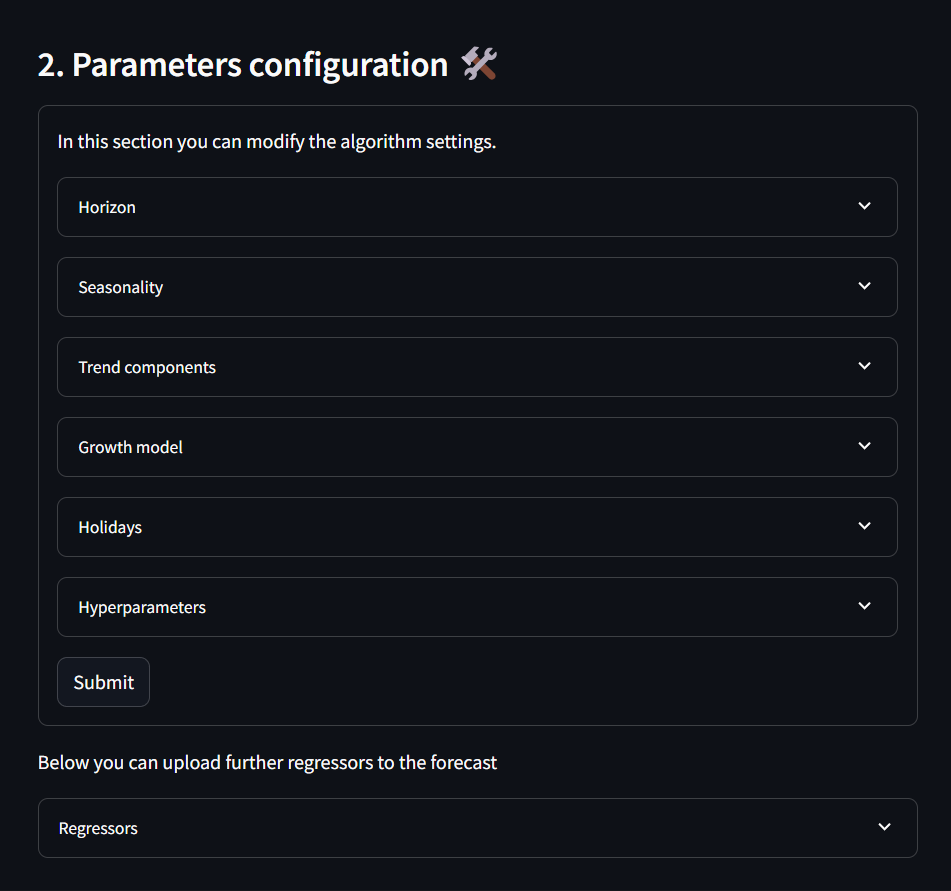 2. Parameters configuration 🛠️
In this section you can modify the algorithm settings.
Horizon
Seasonality
Trend components
Growth model
Holidays
Hyperparameters
Submit
Below you can upload further regressors to the forecast
Regressors